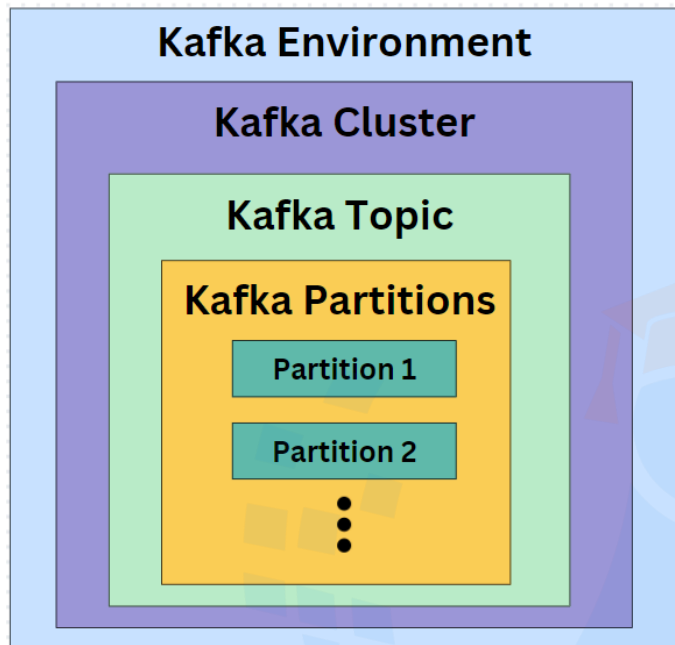 Kafka Environment
Kafka Cluster
Kafka Topic
Kafka Partitions
Partition 1
Partition 2